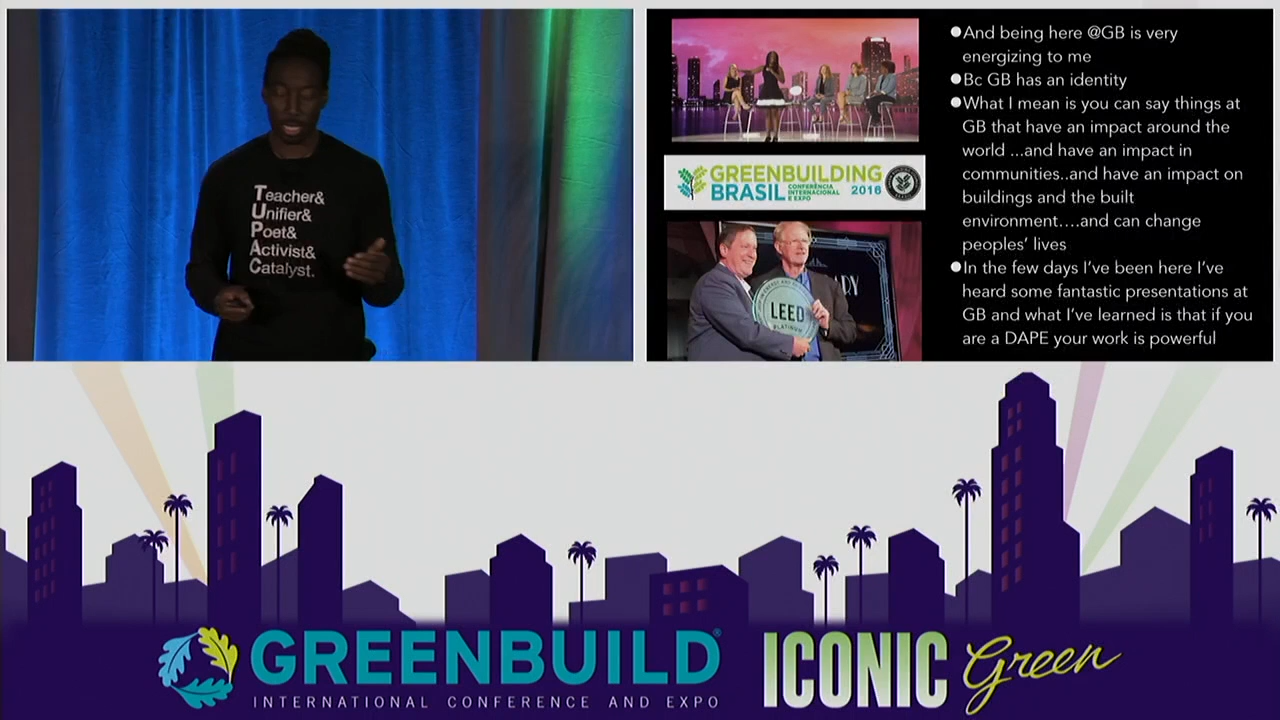 Teacher&
Unifier&
Poet&
Activist&
Catalyst.
GREENBUILDING
BRASIL
CONFERÊNCIA
INTERNACIONAL
E EXPO
2016
RY
LEED
PLATINUM
And being here @GB is very
energizing to me
Bc GB has an identity
What I mean is you can say things at
GB that have an impact around the
world ...and have an impact in
communities..and have an impact on
buildings and the built
environment....and can change
peoples' lives
In the few days I've been here I've
heard some fantastic presentations at
GB and what I've learned is that if you
are a DAPE your work is powerful
GREENBUILD®
INTERNATIONAL CONFERENCE AND EXPO
ICONIC Green